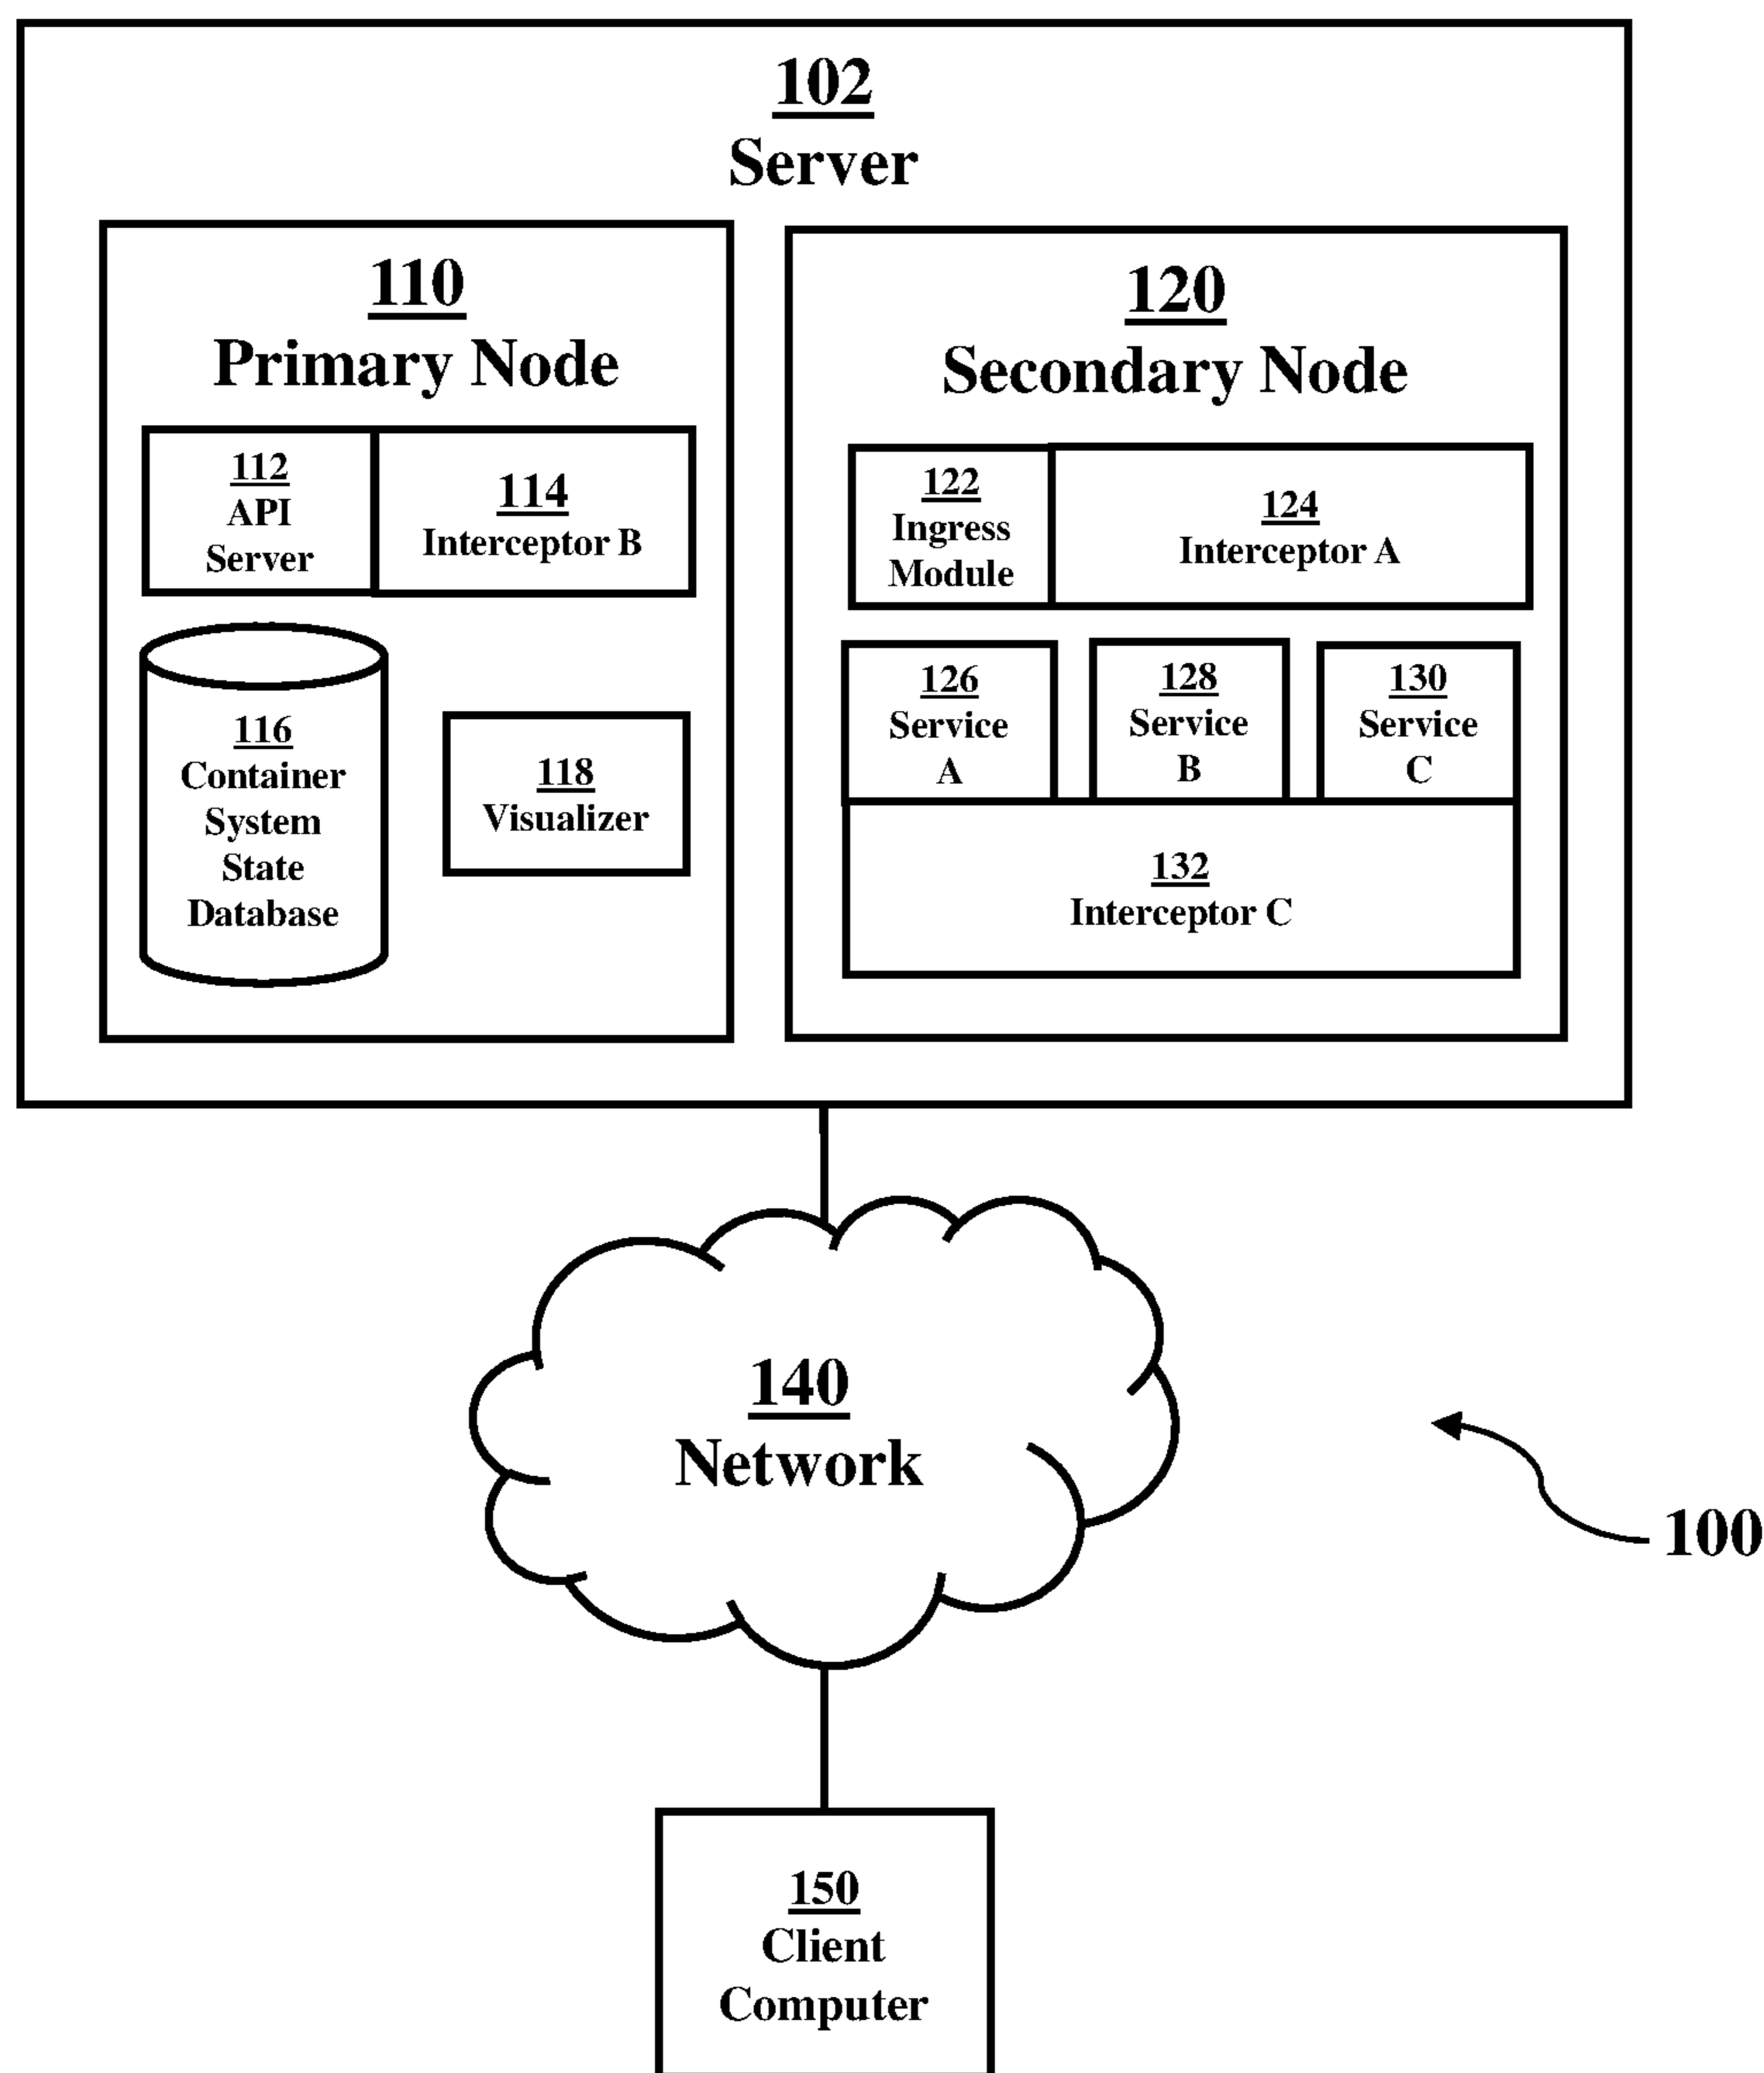 102
Server
110
Primary Node
112
API
Server
114
Interceptor B
116
Container
System
State
Database
118
Visualizer
120
Secondary Node
122
Ingress
Module
124
Interceptor A
126
Service
A
128
Service
B
130
Service
C
132
Interceptor C
140
Network
100
150
Client
Computer